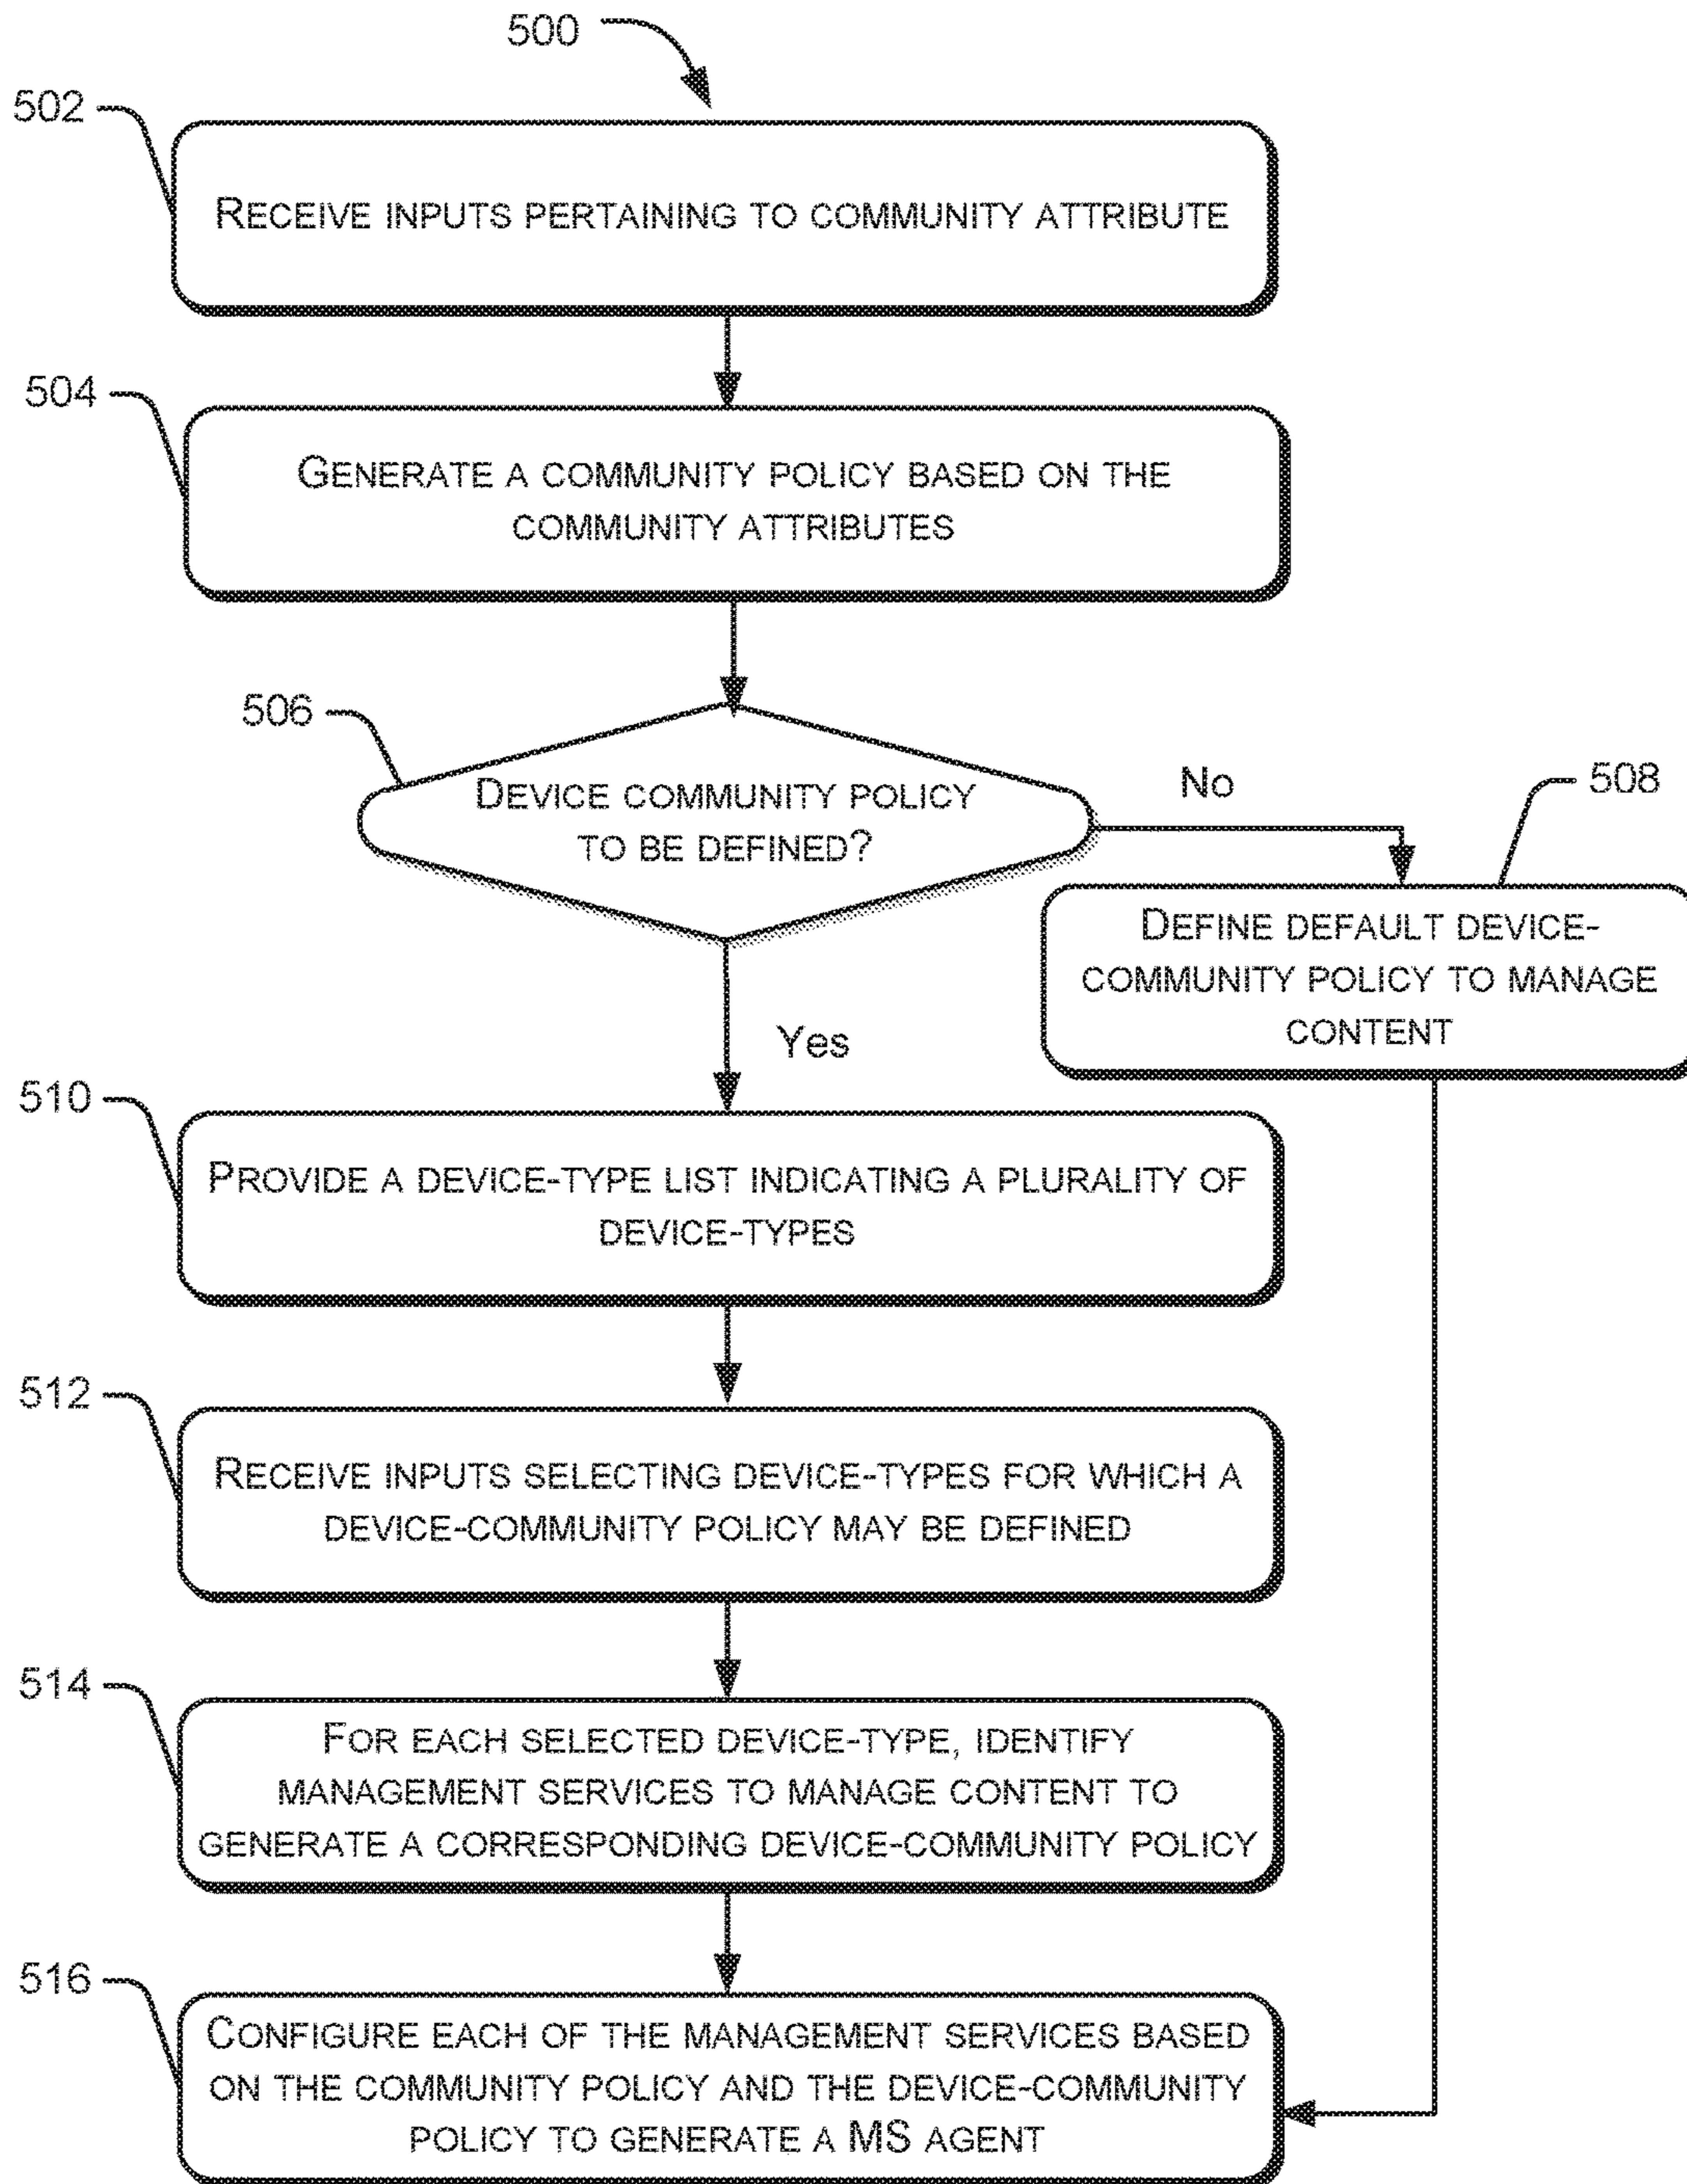 500
502
RECEIVE INPUTS PERTAINING TO COMMUNITY ATTRIBUTE
504
GENERATE A COMMUNITY POLICY BASED ON THE
COMMUNITY ATTRIBUTES
506
DEVICE COMMUNITY POLICY
TO BE DEFINED?
No
508
DEFINE DEFAULT DEVICE-
COMMUNITY POLICY TO MANAGE
CONTENT
Yes
510
PROVIDE A DEVICE-TYPE LIST INDICATING A PLURALITY OF
DEVICE-TYPES
512
RECEIVE INPUTS SELECTING DEVICE-TYPES FOR WHICH A
DEVICE-COMMUNITY POLICY MAY BE DEFINED
514
FOR EACH SELECTED DEVICE-TYPE, IDENTIFY
MANAGEMENT SERVICES TO MANAGE CONTENT TO
GENERATE A CORRESPONDING DEVICE-COMMUNITY POLICY
516
CONFIGURE EACH OF THE MANAGEMENT SERVICES BASED
ON THE COMMUNITY POLICY AND THE DEVICE-COMMUNITY
POLICY TO GENERATE A MS AGENT